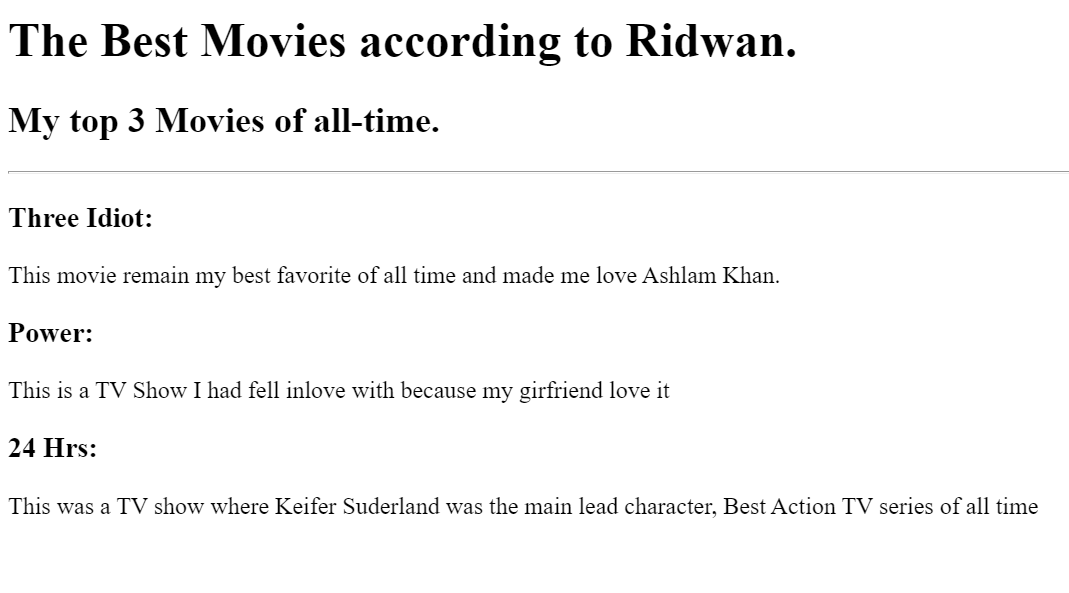 The Best Movies according to Ridwan.
My top 3 Movies of all-time.
Three Idiot:
This movie remain my best favorite of all time and made me love Ashlam Khan.
Power:
This is a TV Show I had fell inlove with because my girfriend love it
24 Hrs:
This was a TV show where Keifer Suderland was the main lead character, Best Action TV series of all time